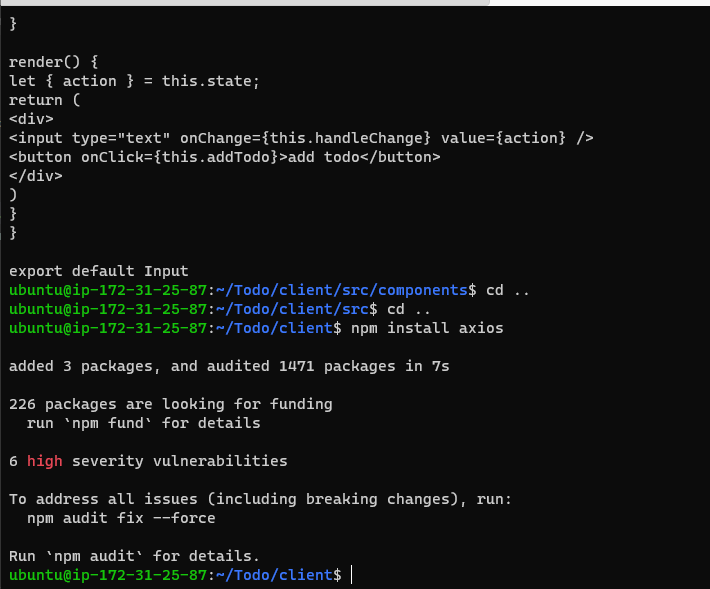 }
render() {
let { action } = this.state;
return (
<div>
<input type="text" onChange={this.handleChange} value={action} />
<button onClick={this.addTodo}>add todo</button>
</div>
)
}
}
export default Input
ubuntu@ip-172-31-25-87:~/Todo/client/src/components$ cd ..
ubuntu@ip-172-31-25-87:~/Todo/client/src$ cd ..
ubuntu@ip-172-31-25-87:~/Todo/client$ npm install axios
added 3 packages, and audited 1471 packages in 7s
226 packages are looking for funding
  run `npm fund` for details
6 high severity vulnerabilities
To address all issues (including breaking changes), run:
  npm audit fix --force
Run `npm audit` for details.
ubuntu@ip-172-31-25-87:~/Todo/client$